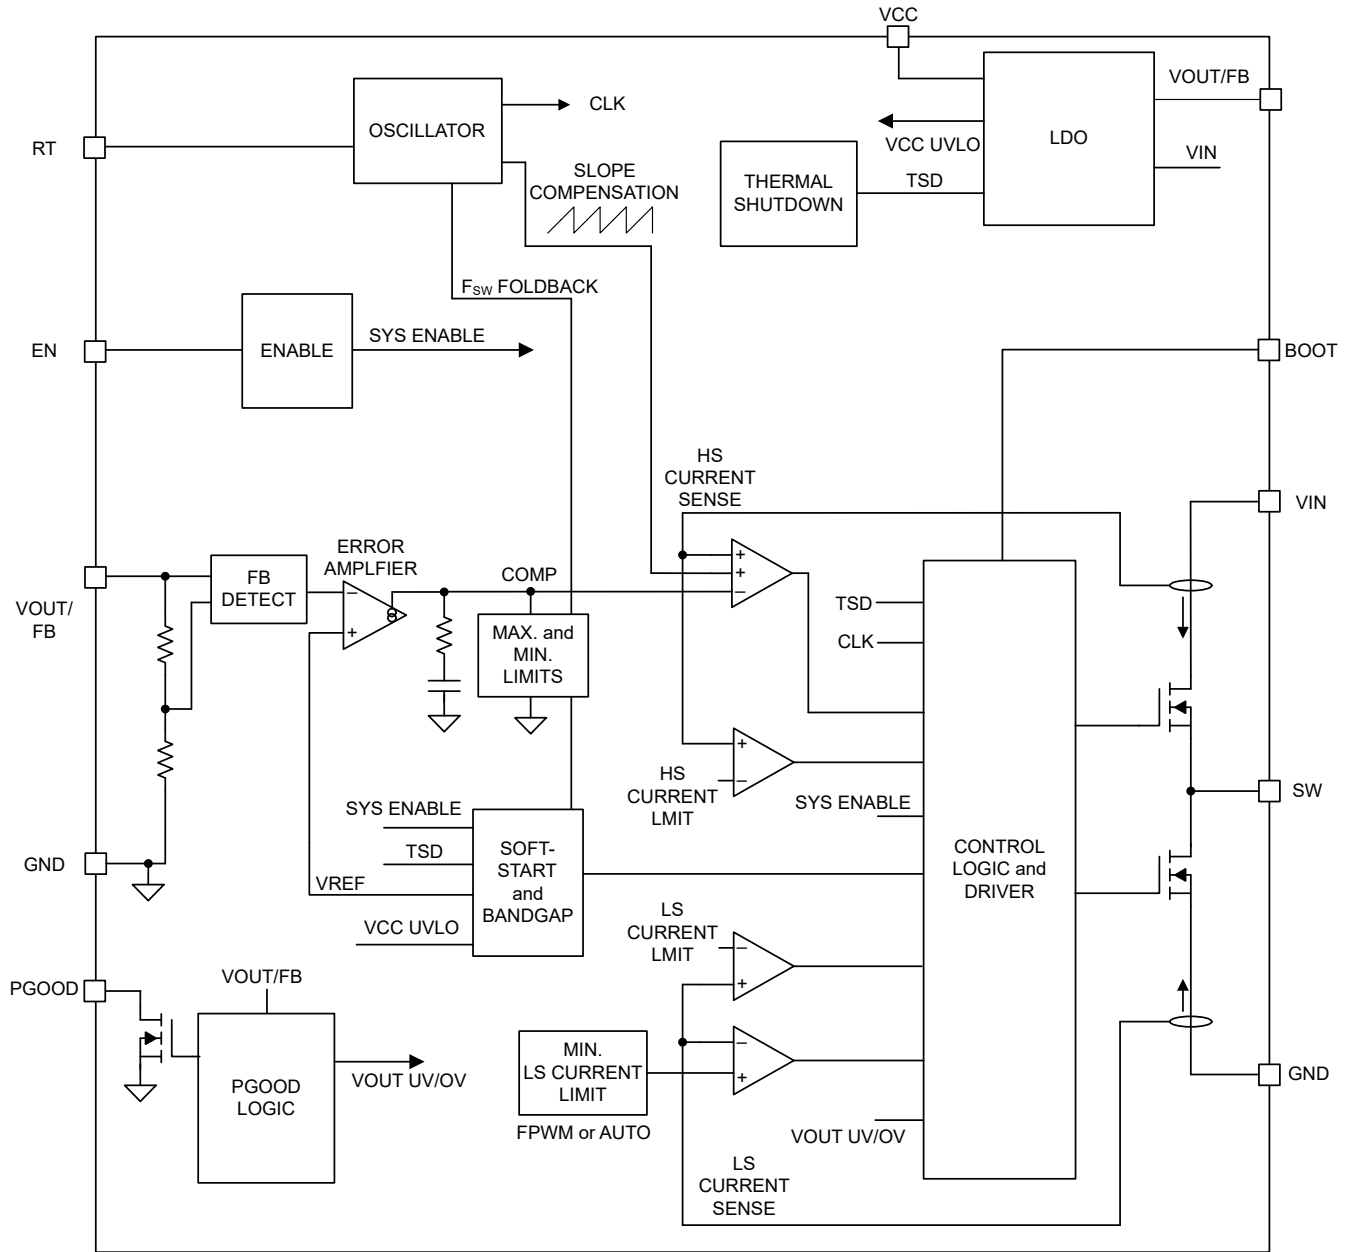 VCC
VOUT/FB
OSCILLATOR
CLK
RT
LDO
VCC UVLO
VIN
SLOPE
COMPENSATION
THERMAL
SHUTDOWN
TSD
FSW FOLDBACK
EN
ENABLE
SYS ENABLE
BOOT
HS
CURRENT
SENSE
VIN
ERROR
AMPLFIER
FB
DETECT
COMP
VOUT/
FB
−
+
MAX. and
MIN.
LIMITS
+
+
−
TSD
CLK
+
−
HS
CURRENT
LMIT
SYS ENABLE
SW
SYS ENABLE
TSD
VREF
VCC UVLO
SOFT-
START
and
BANDGAP
CONTROL
LOGIC and
DRIVER
GND
LS
CURRENT
LMIT
−
+
PGOOD
VOUT/FB
PGOOD
LOGIC
VOUT UV/OV
MIN.
LS CURRENT
LIMIT
FPWM or AUTO
−
+
VOUT UV/OV
GND
LS
CURRENT
SENSE